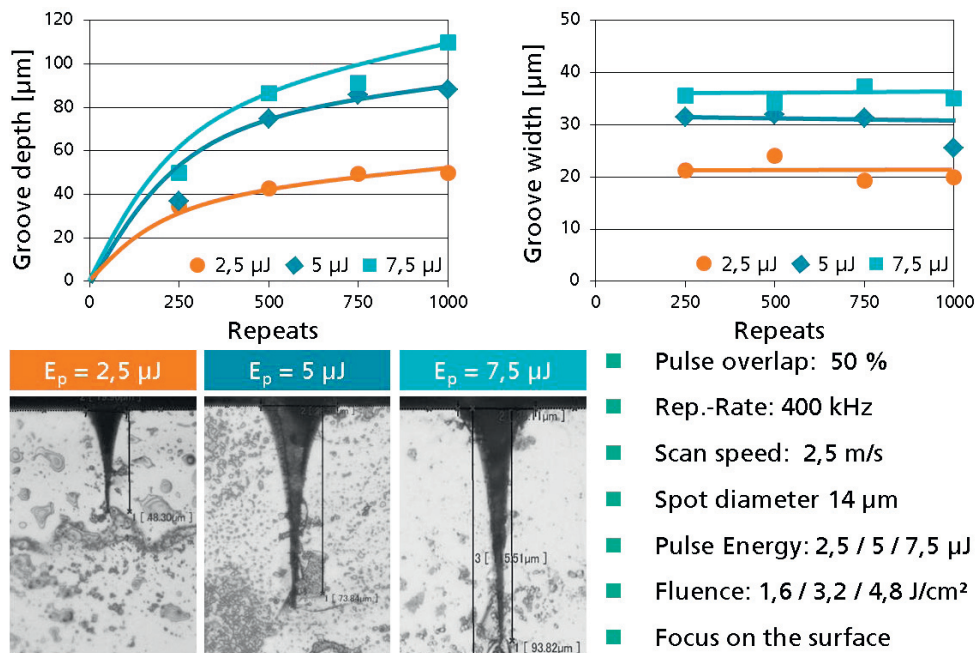 120
100
80
60
40
20
0
Groove depth [µm]
2,5 µJ 5 µJ 7,5 µJ
0 250 500 750 1000
Repeats
50
40
30
20
10
0
Groove width [µm]
2,5 µJ 5 µJ 7,5 µJ
0 250 500 750 1000
Repeats
Ep = 2,5 µJ
1 [ 48.30µm ]
Ep = 5 µJ
1 [ 73.84µm ]
Ep = 7,5 µJ
1 [ 93.82µm ]
Pulse overlap: 50 %
Rep.-Rate: 400 kHz
Scan speed: 2,5 m/s
Spot diameter 14 µm
Pulse Energy: 2,5 / 5 / 7,5 µJ
Fluence: 1,6 / 3,2 / 4,8 J/cm²
Focus on the surface